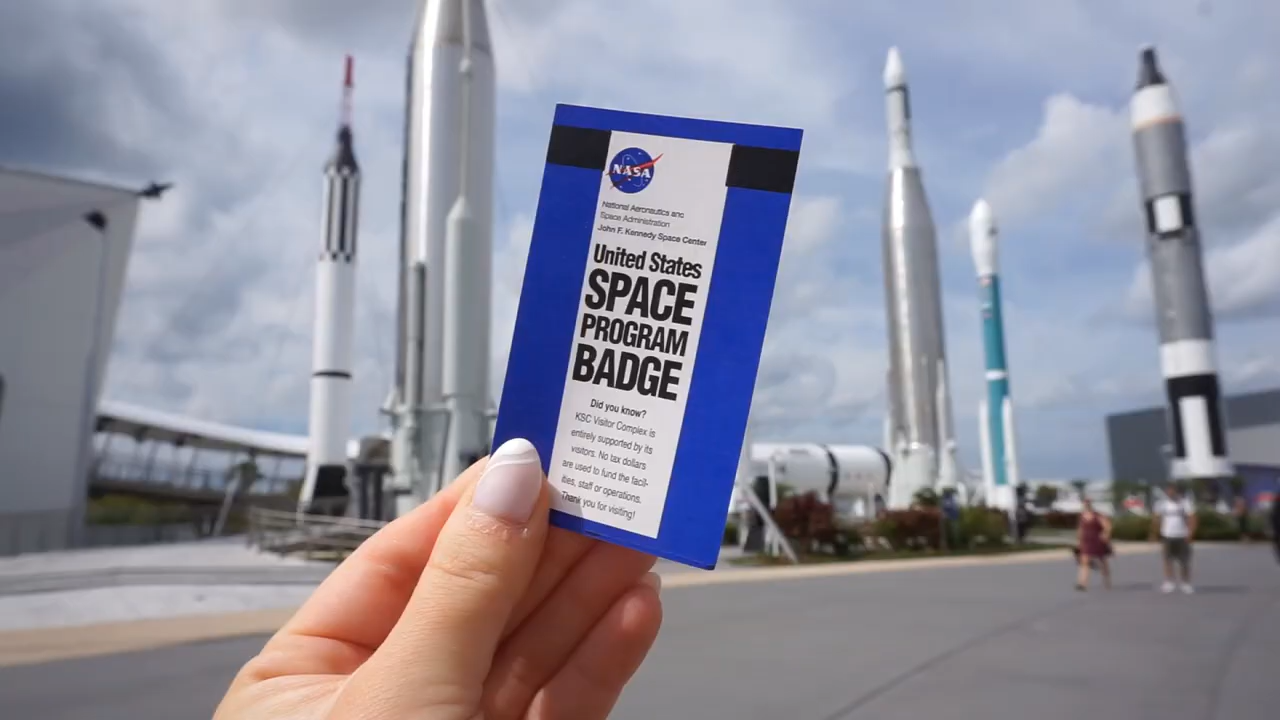 NASA
National Aeronautics and
Space Administration
John F. Kennedy Space Center
United States
SPACE
PROGRAM
BADGE
Did you know?
KSC Visitor Complex is
entirely supported by its
visitors. No tax dollars
are used to fund the facil-
ities, staff or operations.
Thank you for visiting!